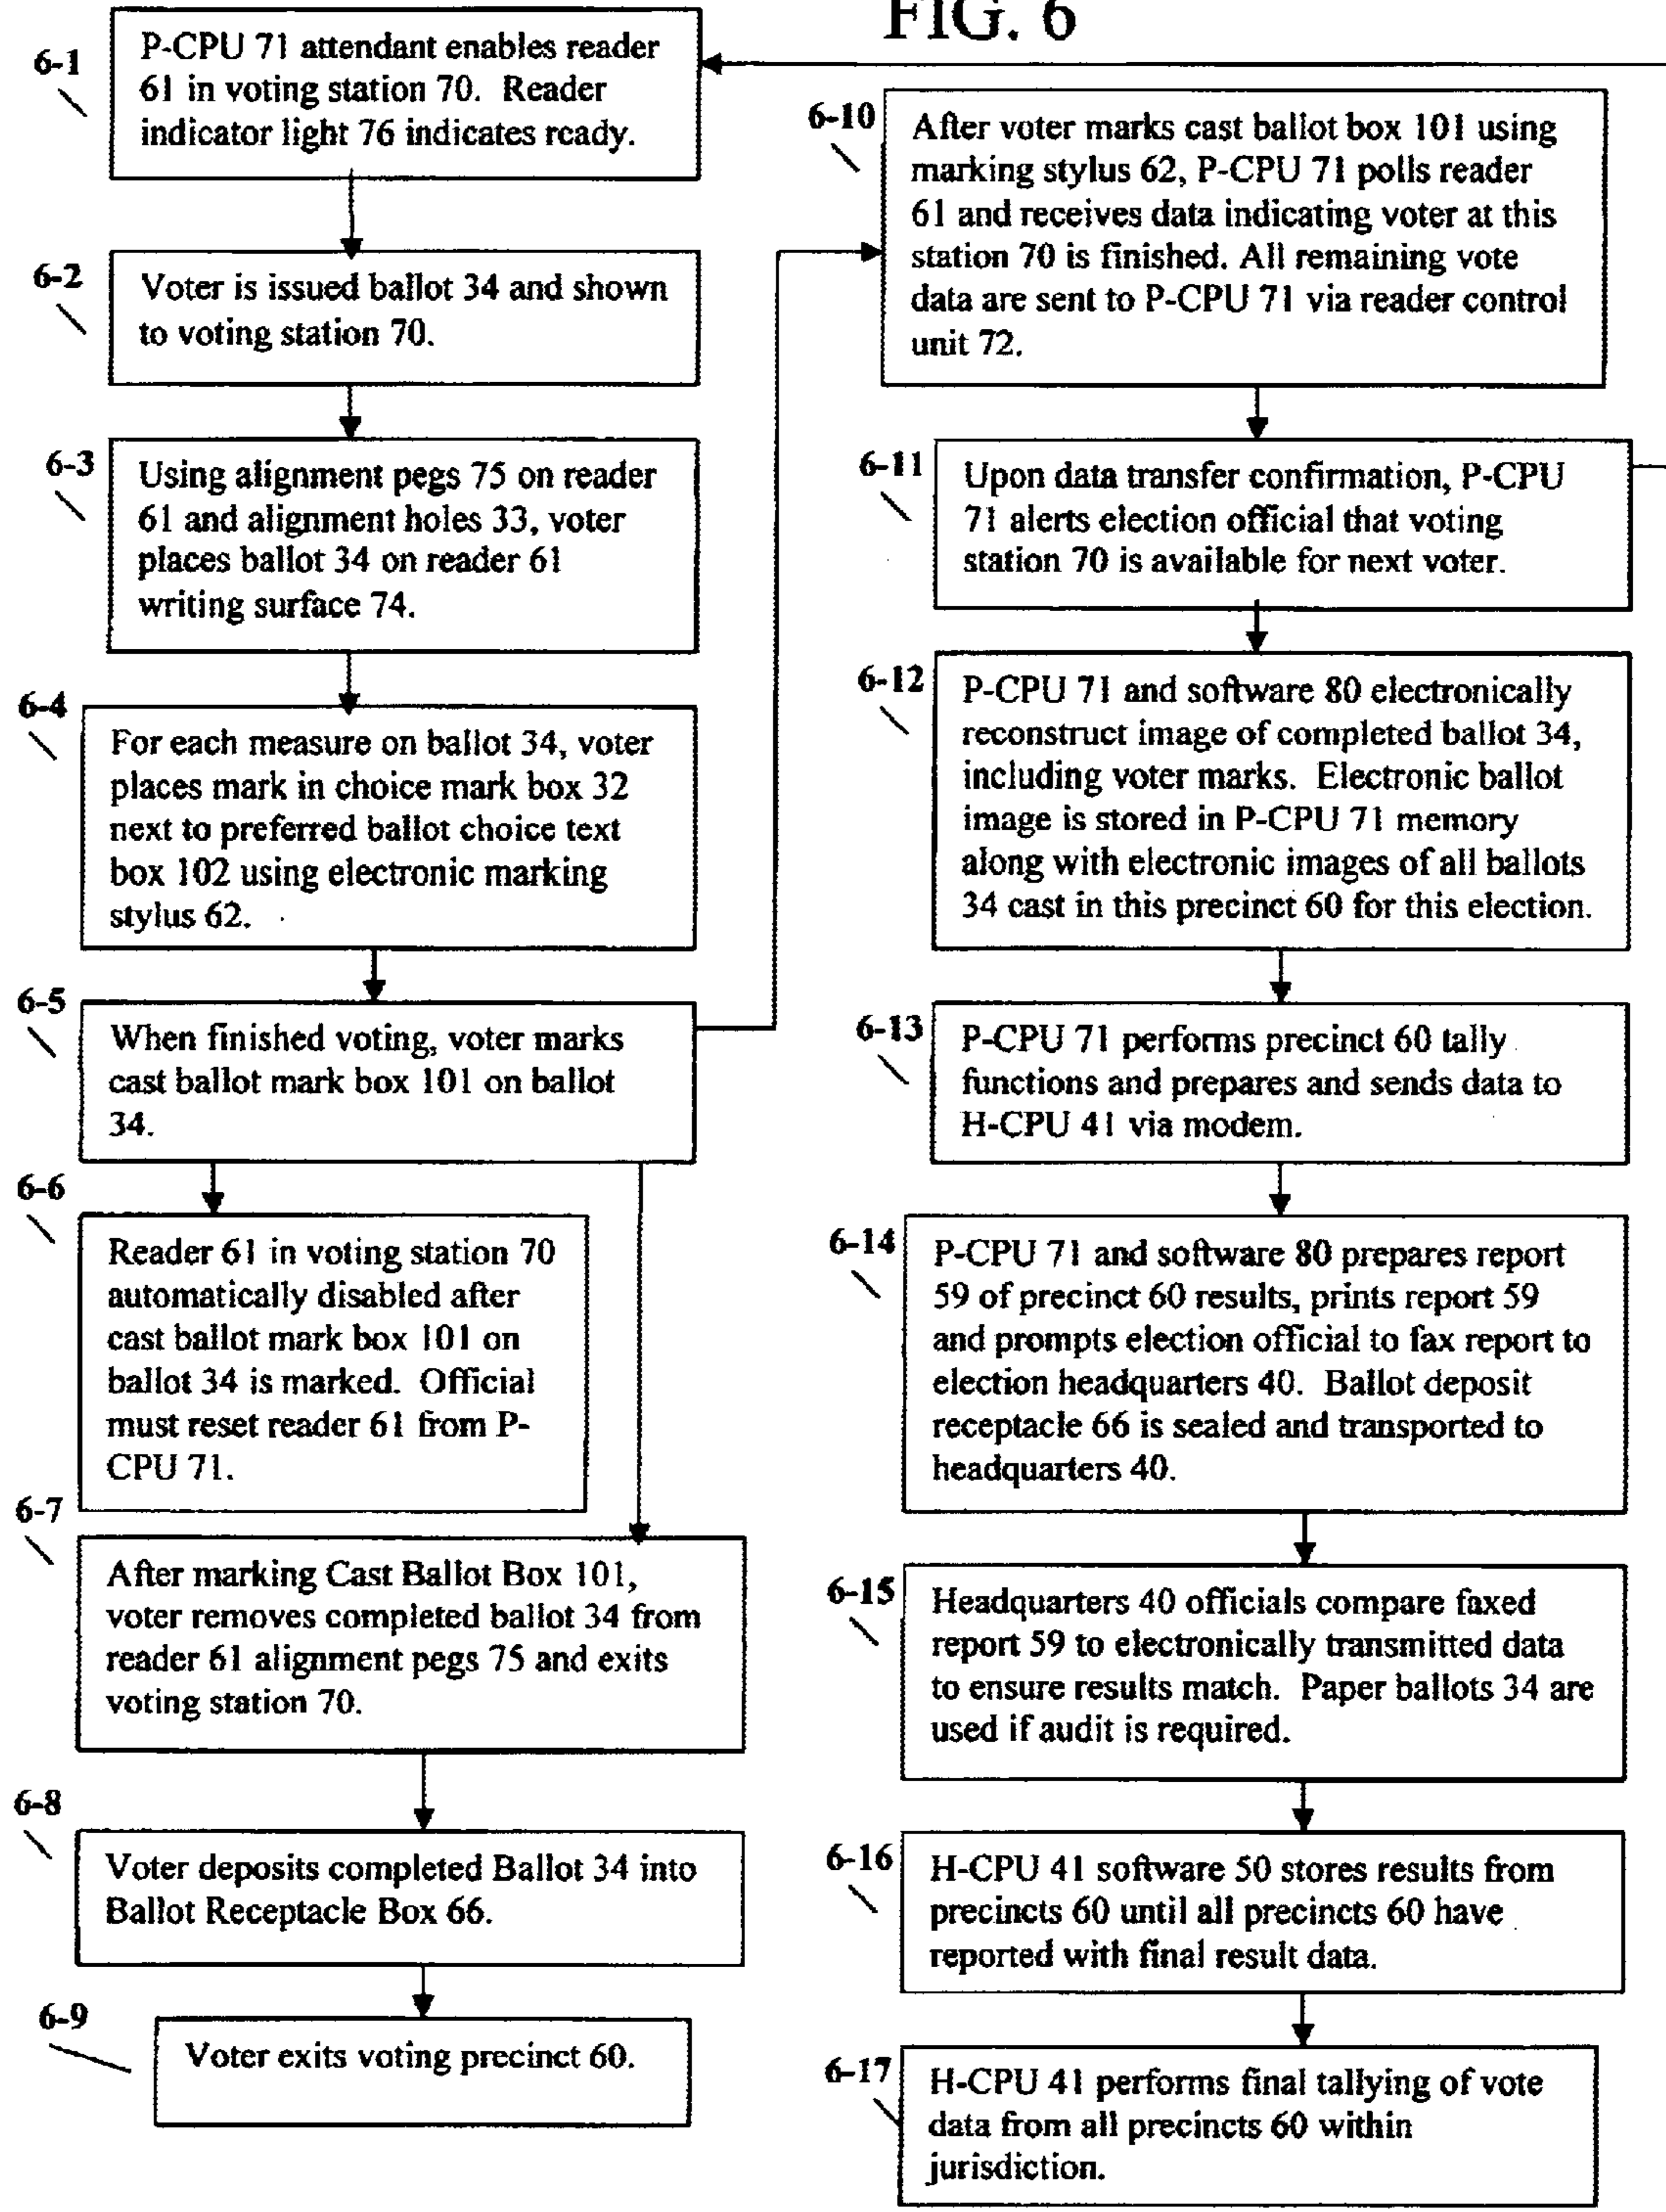 FIG. 6
6-1
P-CPU 71 attendant enables reader
61 in voting station 70. Reader
indicator light 76 indicates ready.
6-2
Voter is issued ballot 34 and shown
to voting station 70.
6-3
Using alignment pegs 75 on reader
61 and alignment holes 33, voter
places ballot 34 on reader 61
writing surface 74.
6-4
For each measure on ballot 34, voter
places mark in choice mark box 32
next to preferred ballot choice text
box 102 using electronic marking
stylus 62.
6-5
When finished voting, voter marks
cast ballot mark box 101 on ballot
34.
6-6
Reader 61 in voting station 70
automatically disabled after
cast ballot mark box 101 on
ballot 34 is marked. Official
must reset reader 61 from P-
CPU 71.
6-7
After marking Cast Ballot Box 101,
voter removes completed ballot 34 from
reader 61 alignment pegs 75 and exits
voting station 70.
6-8
Voter deposits completed Ballot 34 into
Ballot Receptacle Box 66.
6-9
Voter exits voting precinct 60.
6-10
After voter marks cast ballot box 101 using
marking stylus 62, P-CPU 71 polls reader
61 and receives data indicating voter at this
station 70 is finished. All remaining vote
data are sent to P-CPU 71 via reader control
unit 72.
6-11
Upon data transfer confirmation, P-CPU
71 alerts election official that voting
station 70 is available for next voter.
6-12
P-CPU 71 and software 80 electronically
reconstruct image of completed ballot 34,
including voter marks. Electronic ballot
image is stored in P-CPU 71 memory
along with electronic images of all ballots
34 cast in this precinct 60 for this election.
6-13
P-CPU 71 performs precinct 60 tally
functions and prepares and sends data to
H-CPU 41 via modem.
6-14
P-CPU 71 and software 80 prepares report
59 of precinct 60 results, prints report 59
and prompts election official to fax report to
election headquarters 40. Ballot deposit
receptacle 66 is sealed and transported to
headquarters 40.
6-15
Headquarters 40 officials compare faxed
report 59 to electronically transmitted data
to ensure results match. Paper ballots 34 are
used if audit is required.
6-16
H-CPU 41 software 50 stores results from
precincts 60 until all precincts 60 have
reported with final result data.
6-17
H-CPU 41 performs final tallying of vote
data from all precincts 60 within
jurisdiction.